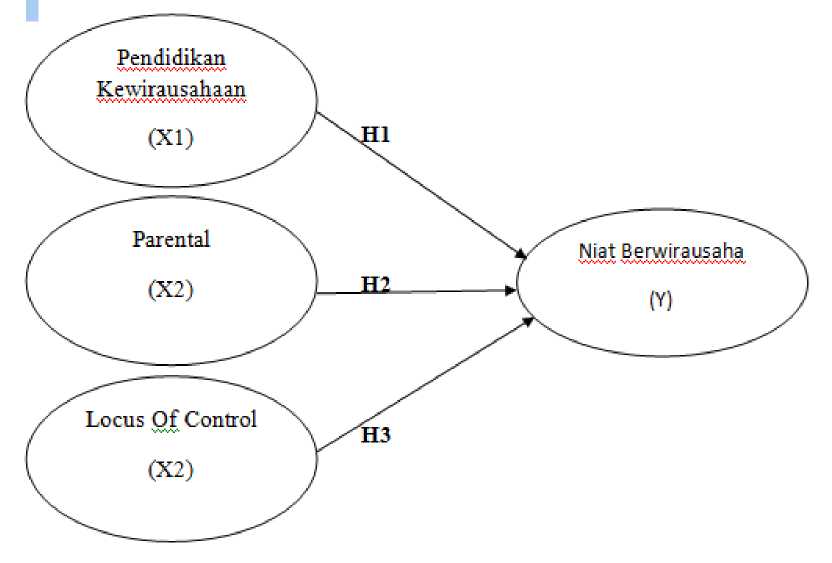 Pendidikan
Kewirausahaan
(X1)
H1
Parental
(X2)
H2
Niat Berwirausaha
(Y)
Locus Of Control
(X2)
H3